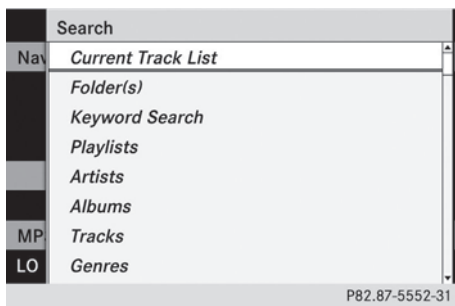 Search
Nav
Current Track List
Folder(s)
Keyword Search
Playlists
Artists
Albums
MP
Tracks
LO
Genres
P82.87-5552-31